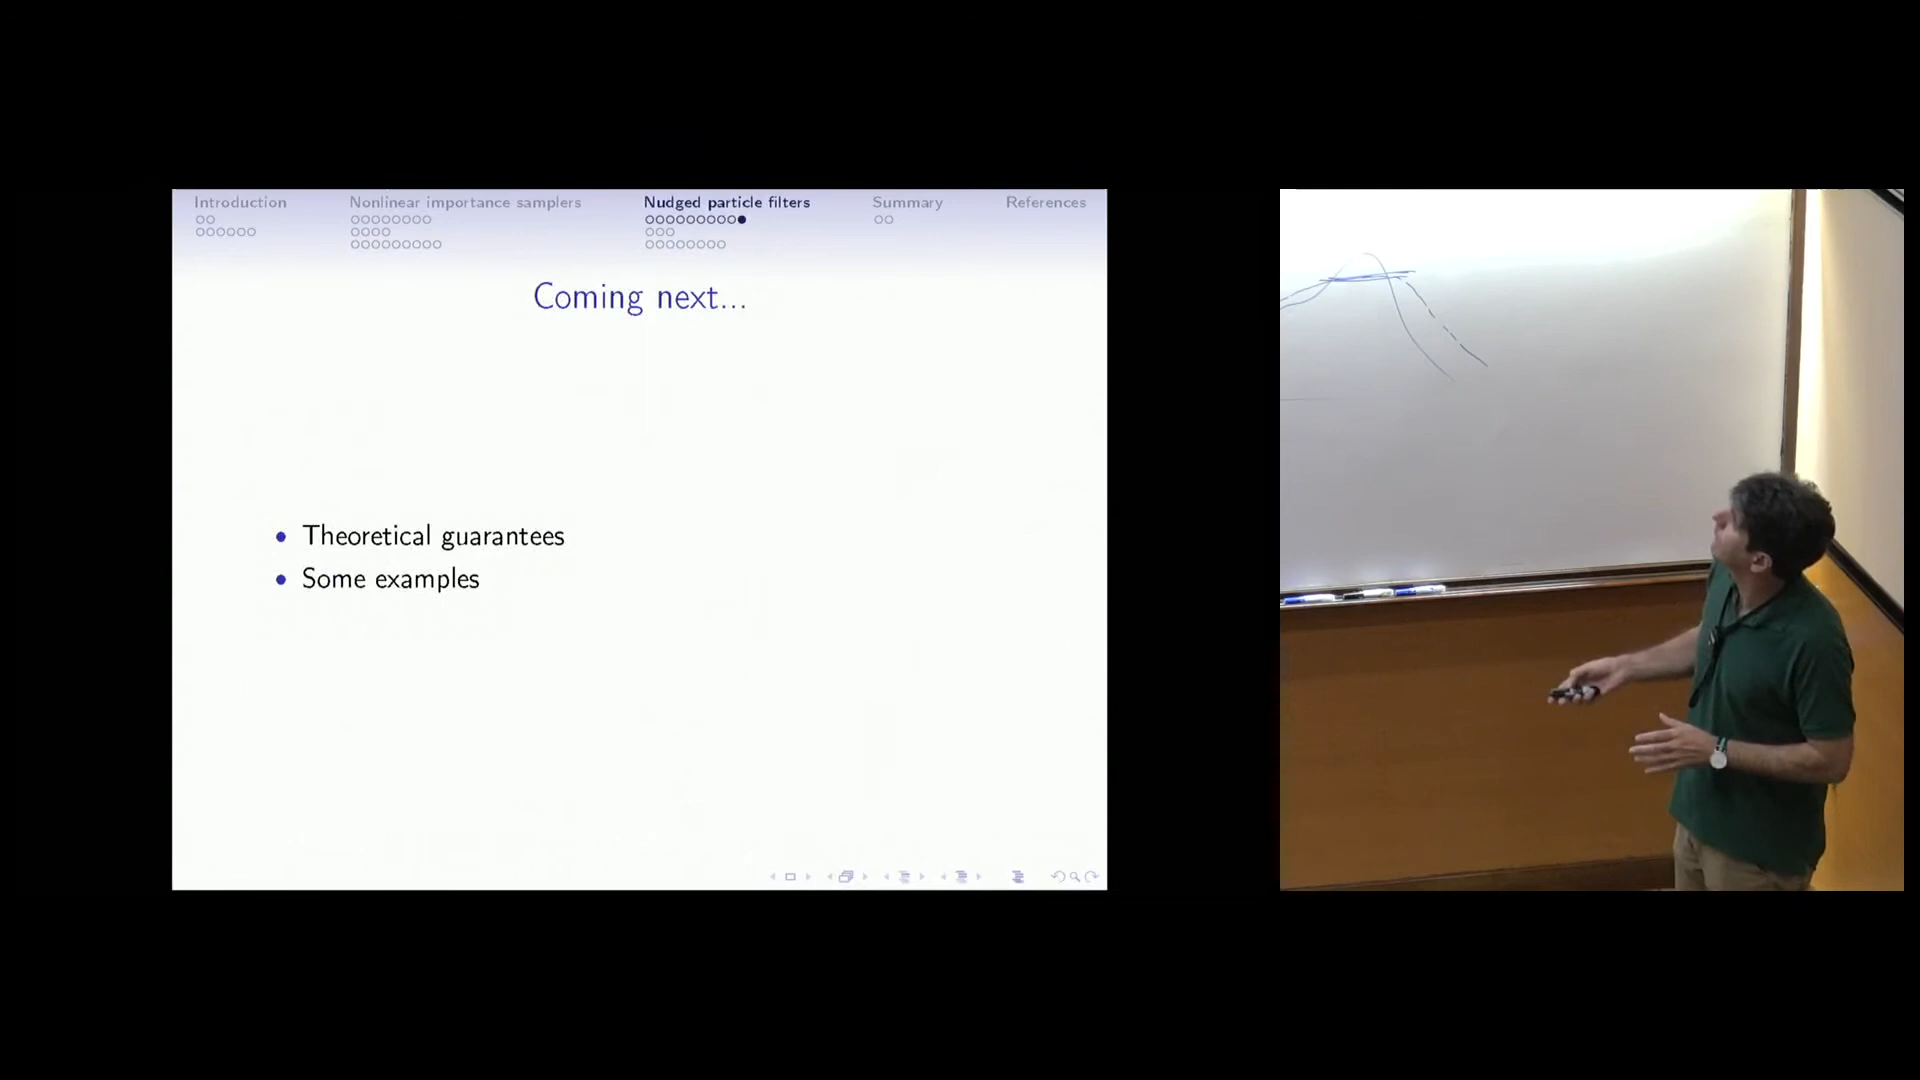 Introduction Nonlinear importance samplers Nudged particle filters Summary References
Coming next...
• Theoretical guarantees
• Some examples